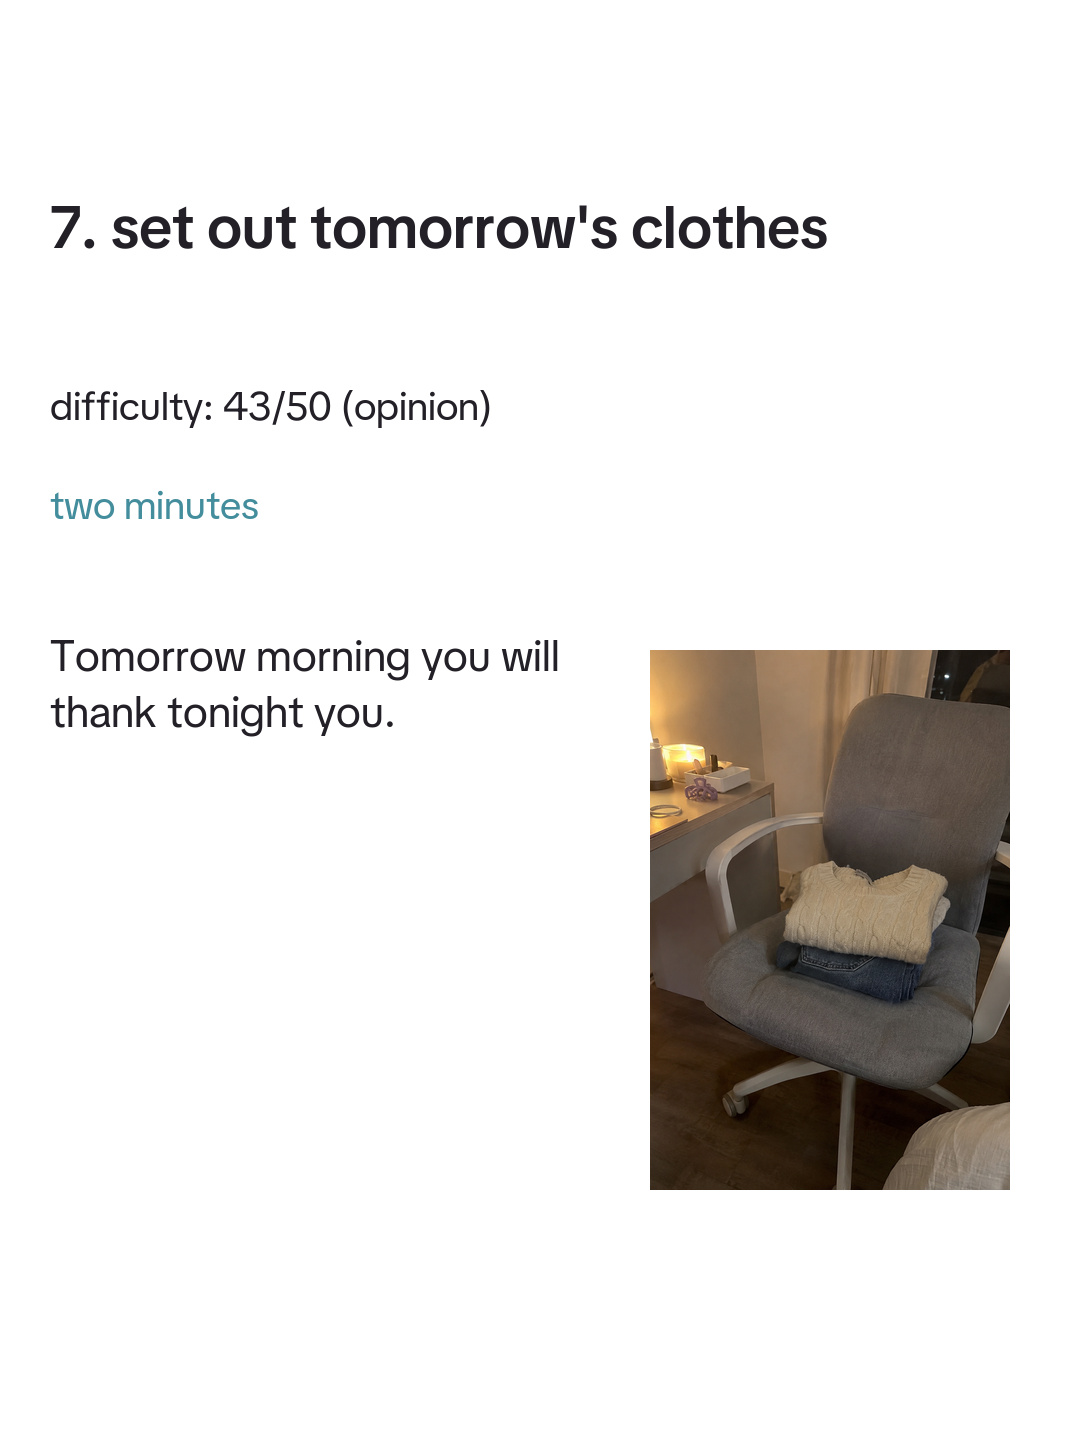 7. set out tomorrow's clothes
difficulty: 43/50 (opinion)
two minutes
Tomorrow morning you will
thank tonight you.